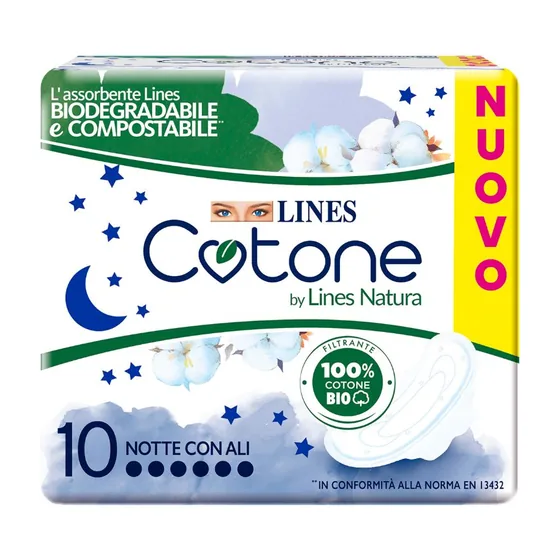 L'assorbente Lines
BIODEGRADABILE
e COMPOSTABILE**
NUOVO
LINES
Cotone
by Lines Natura
FILTRANTE
100%
COTONE
BIO
10 NOTTE CON ALI
**IN CONFORMITÀ ALLA NORMA EN 13432